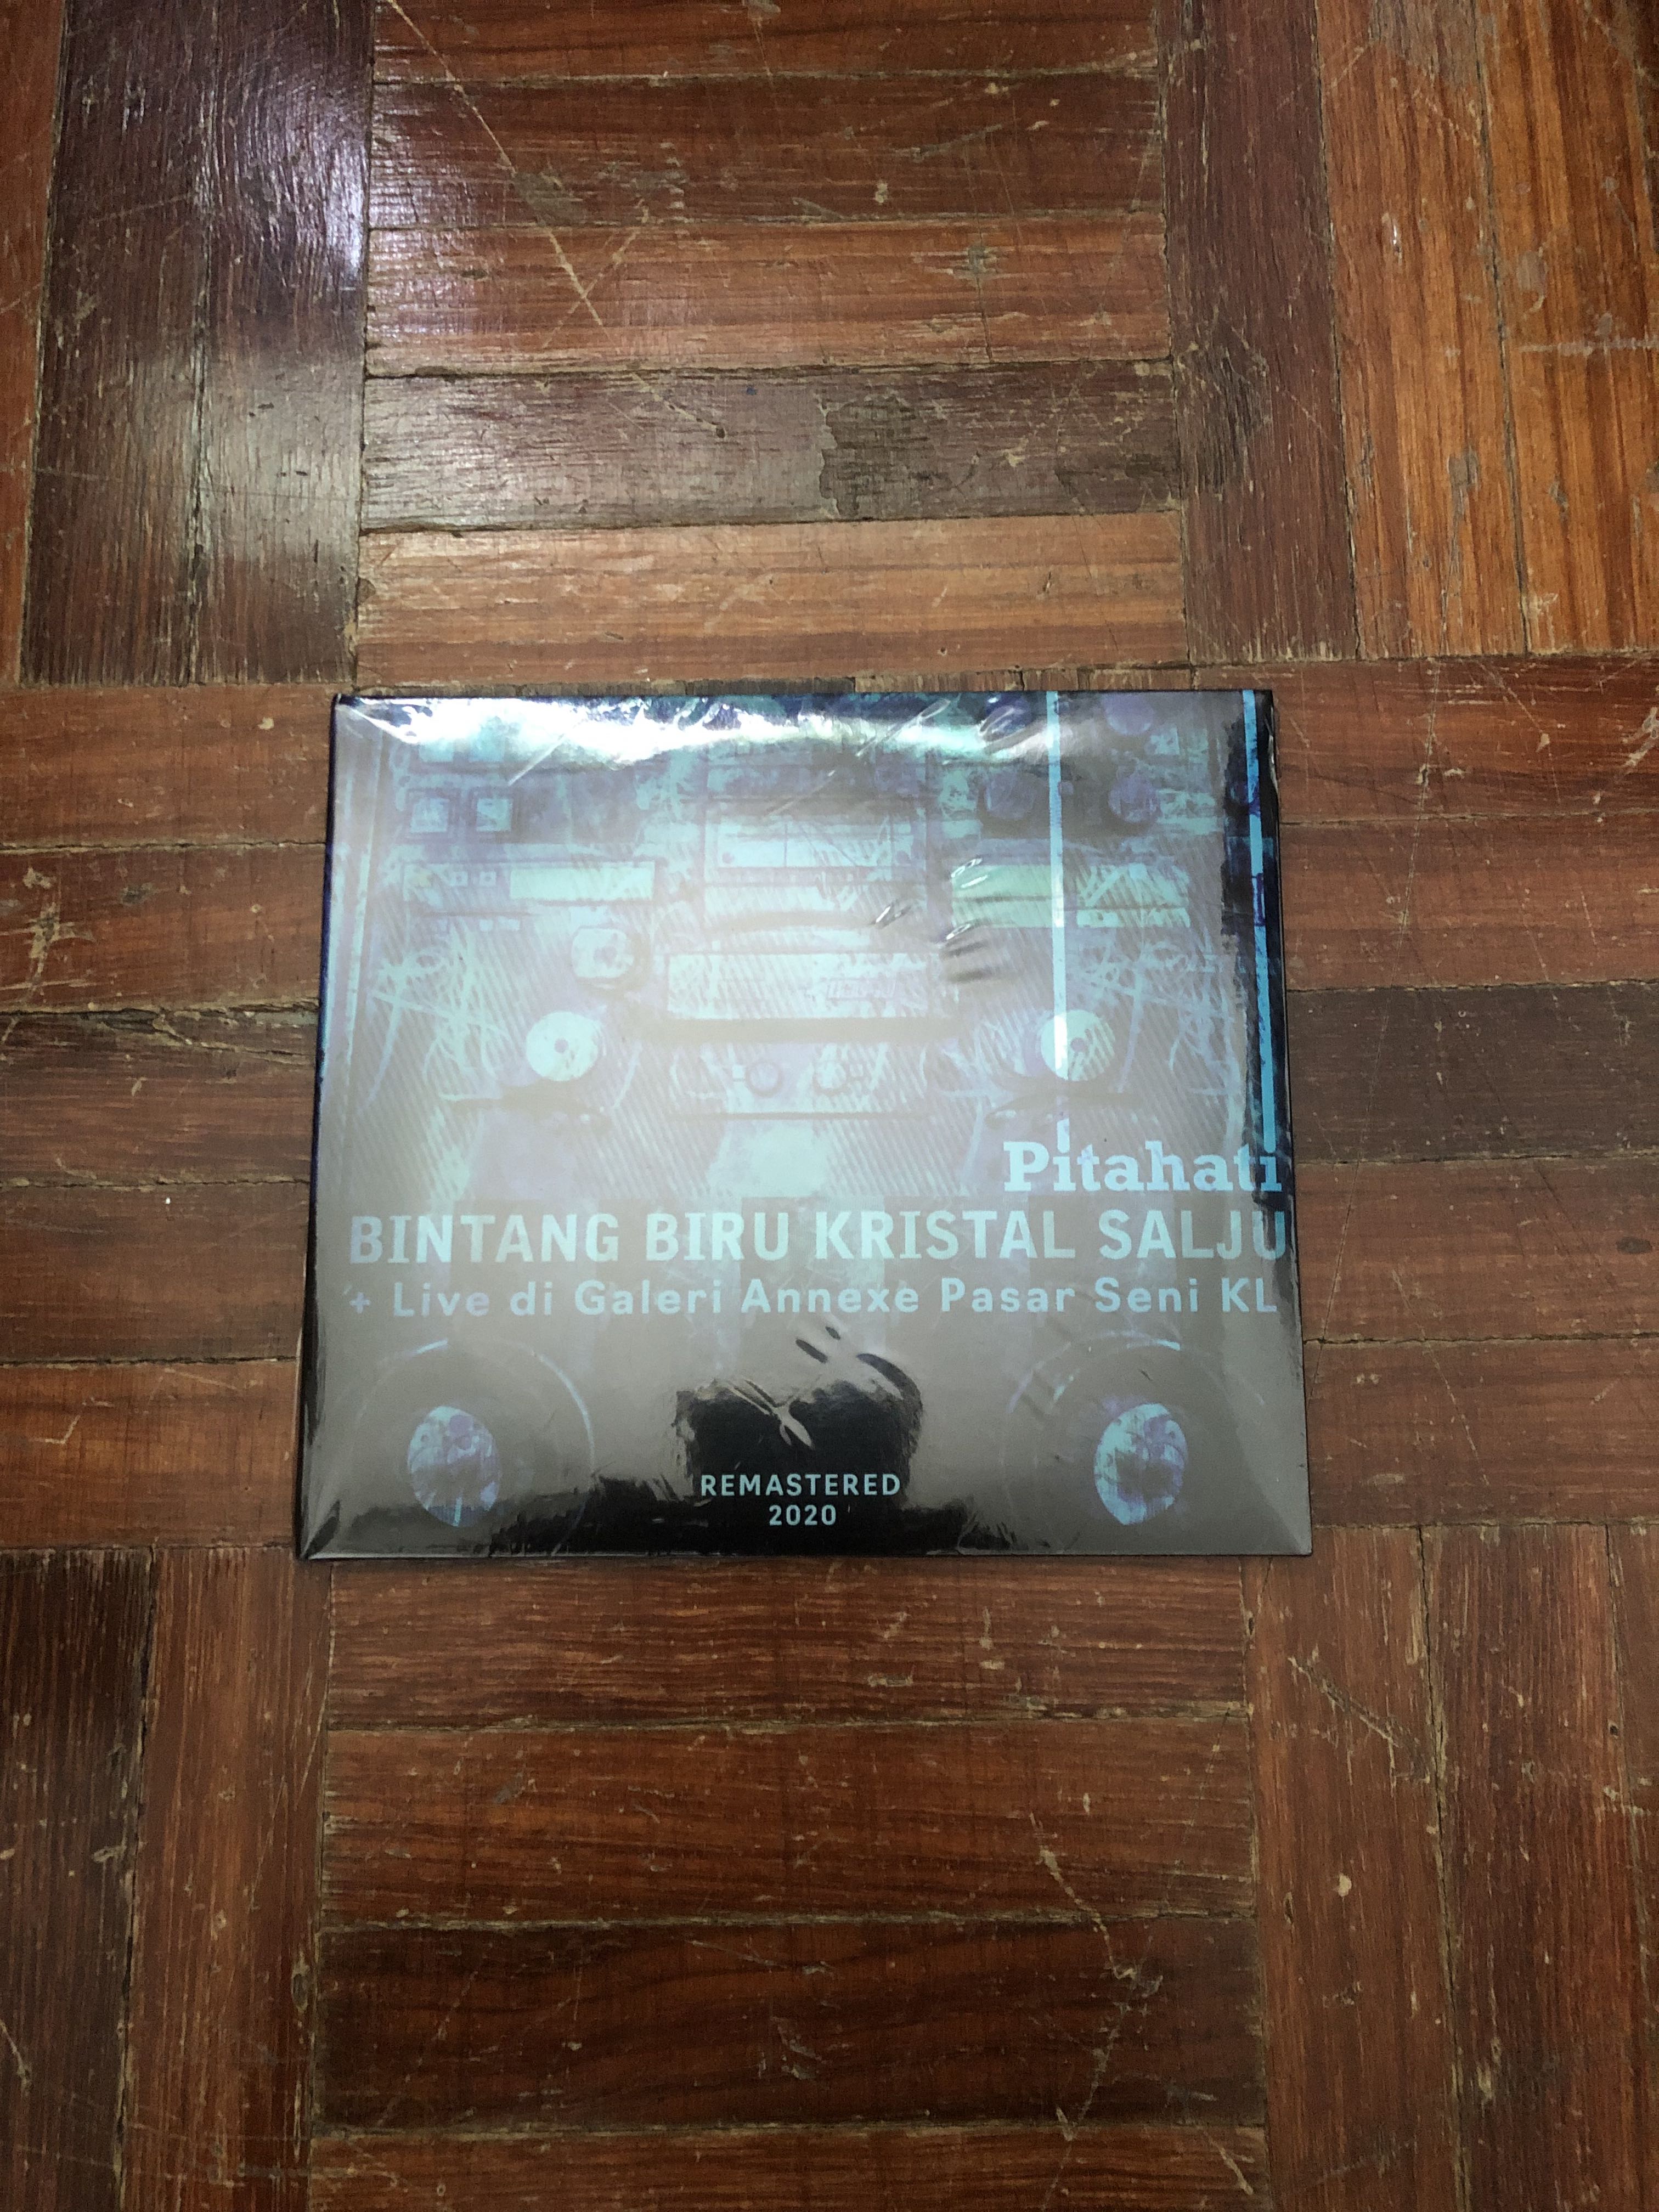 Pitahati
BINTANG BIRU KRISTAL SALJU
+ Live di Galeri Annexe Pasar Seni KL
REMASTERED
2020